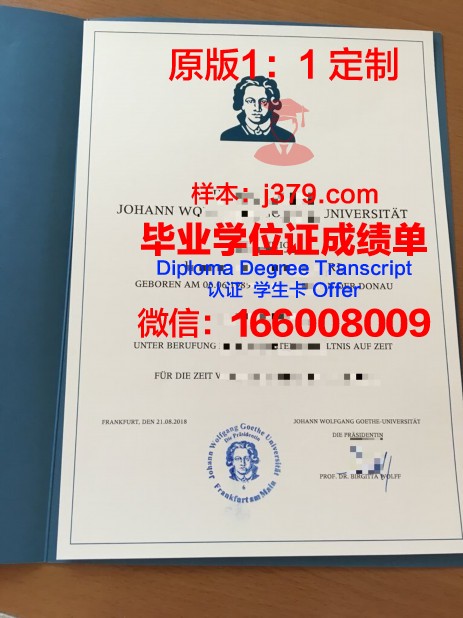 原版1：1 定制
样本：j379.com
JOHANN WO UNIVERSITÄT
毕业学位证成绩单
Diploma Degree Transcript
GEBOREN AM DER DONAU
认证 学生卡 Offer
微信：166008009
UNTER BERUFUNG AUF ZEIT
FÜR DIE ZEIT
FRANKFURT, DEN 21.08.2018
JOHANN WOLFGANG GOETHE-UNIVERSITÄT
DIE PRÄSIDENTIN
Johann Wolfgang Goethe Universität
Die Präsidentin
Frankfurt am Main
PROF. DR. BIRGITTA WOLFF